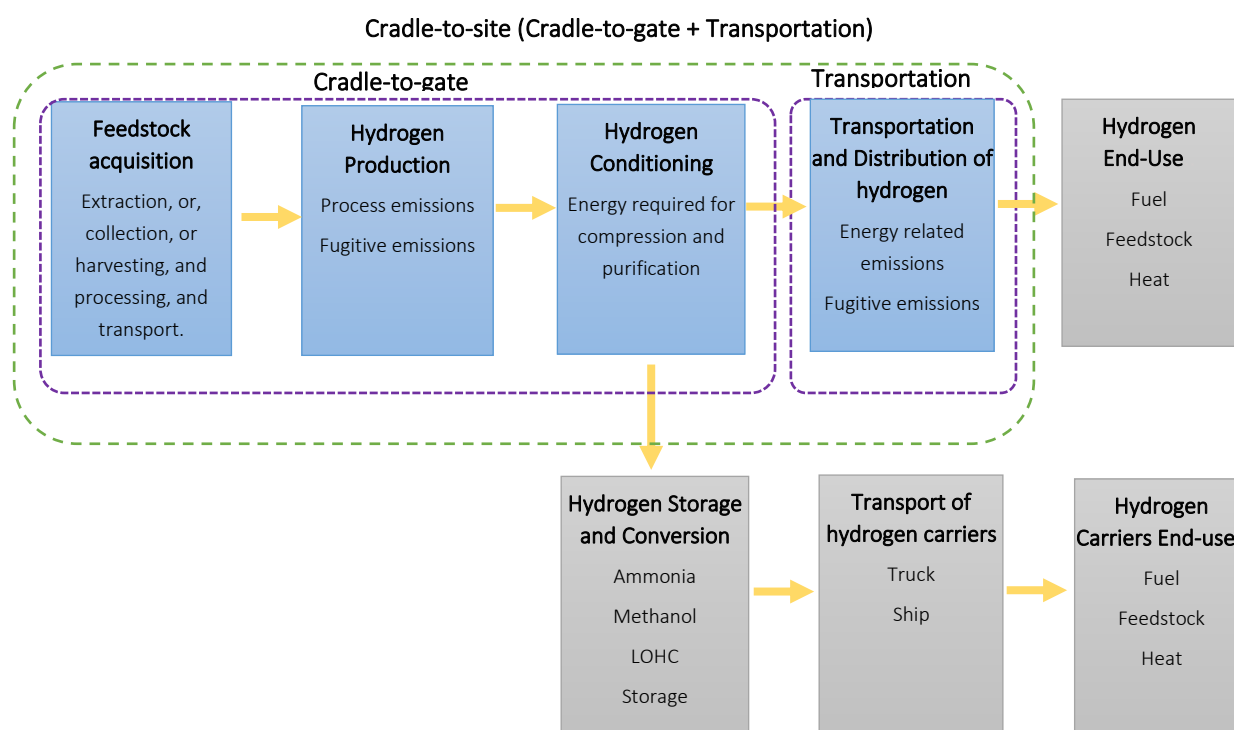 Cradle-to-site (Cradle-to-gate + Transportation)
Cradle-to-gate
Transportation
Feedstock
acquisition
Extraction, or,
collection, or
harvesting, and
processing, and
transport.
Hydrogen
Production
Process emissions
Fugitive emissions
Hydrogen
Conditioning
Energy required for
compression and
purification
Transportation
and Distribution of
hydrogen
Energy related
emissions
Fugitive emissions
Hydrogen
End-Use
Fuel
Feedstock
Heat
Hydrogen Storage
and Conversion
Ammonia
Methanol
LOHC
Storage
Transport of
hydrogen carriers
Truck
Ship
Hydrogen
Carriers End-use
Fuel
Feedstock
Heat